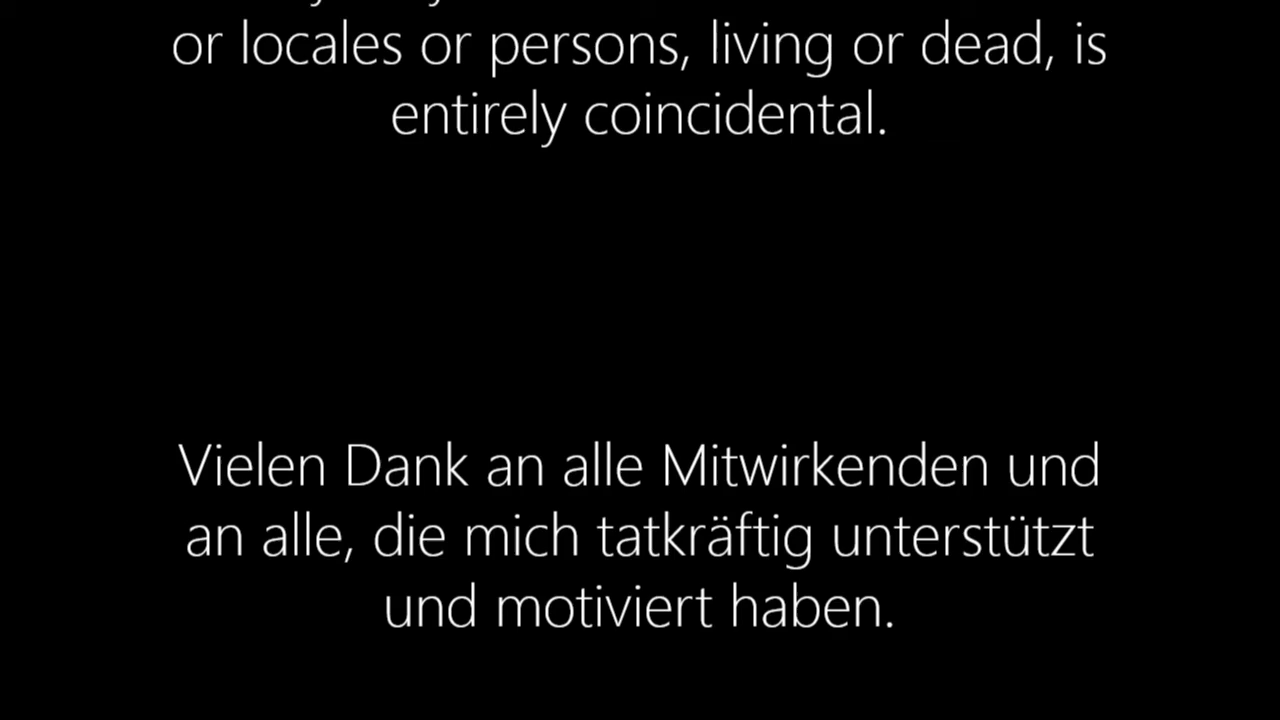 or locales or persons, living or dead, is
entirely coincidental.
Vielen Dank an alle Mitwirkenden und
an alle, die mich tatkräftig unterstützt
und motiviert haben.